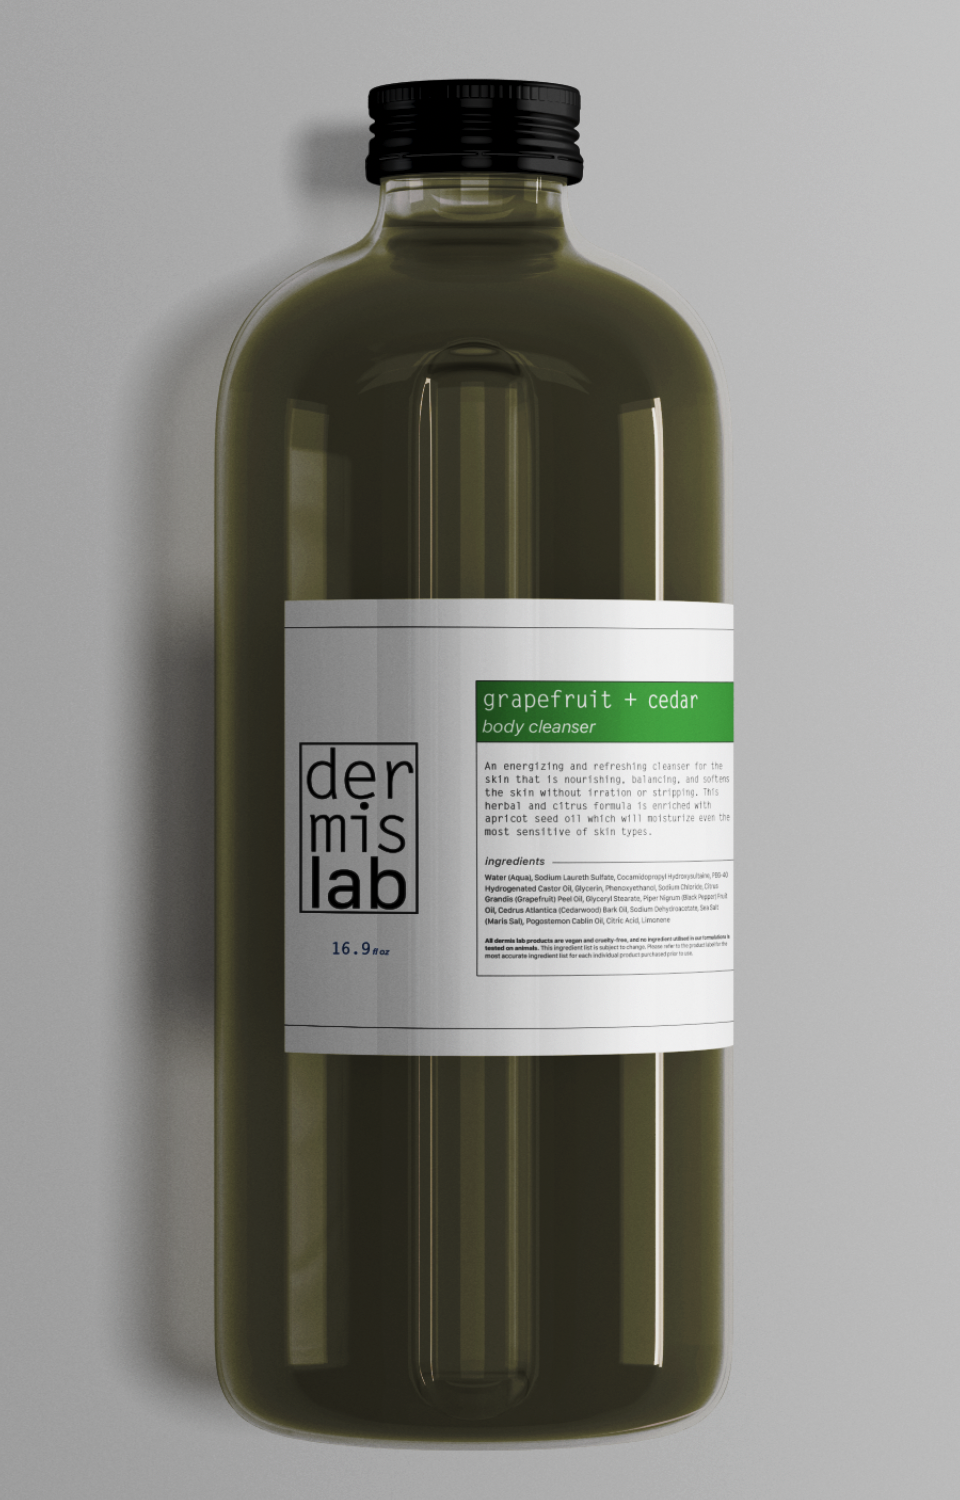 grapefruit + cedar
body cleanser
der
mis
lab
16.9 fl oz
An energizing and refreshing cleanser for the
skin that is nourishing, balancing, and softens
the skin without irration or stripping. This
herbal and citrus formula is enriched with
apricot seed oil which will moisturize even the
most sensitive of skin types.
ingredients
Water (Aqua), Sodium Laureth Sulfate, Cocamidopropyl Hydroxysultaine, PEG-40
Hydrogenated Castor Oil, Glycerin, Phenoxyethanol, Sodium Chloride, Citrus
Grandis (Grapefruit) Peel Oil, Glyceryl Stearate, Piper Nigrum (Black Pepper) Fruit
Oil, Cedrus Atlantica (Cedarwood) Bark Oil, Sodium Dehydroacetate, Sea Salt
(Maris Sal), Pogostemon Cablin Oil, Citric Acid, Limonene
All dermis lab products are vegan and cruelty-free, and no ingredient utilized in our formulations is
tested on animals. This ingredient list is subject to change. Please refer to the product label for the
most accurate ingredient list for each individual product purchased prior to use.